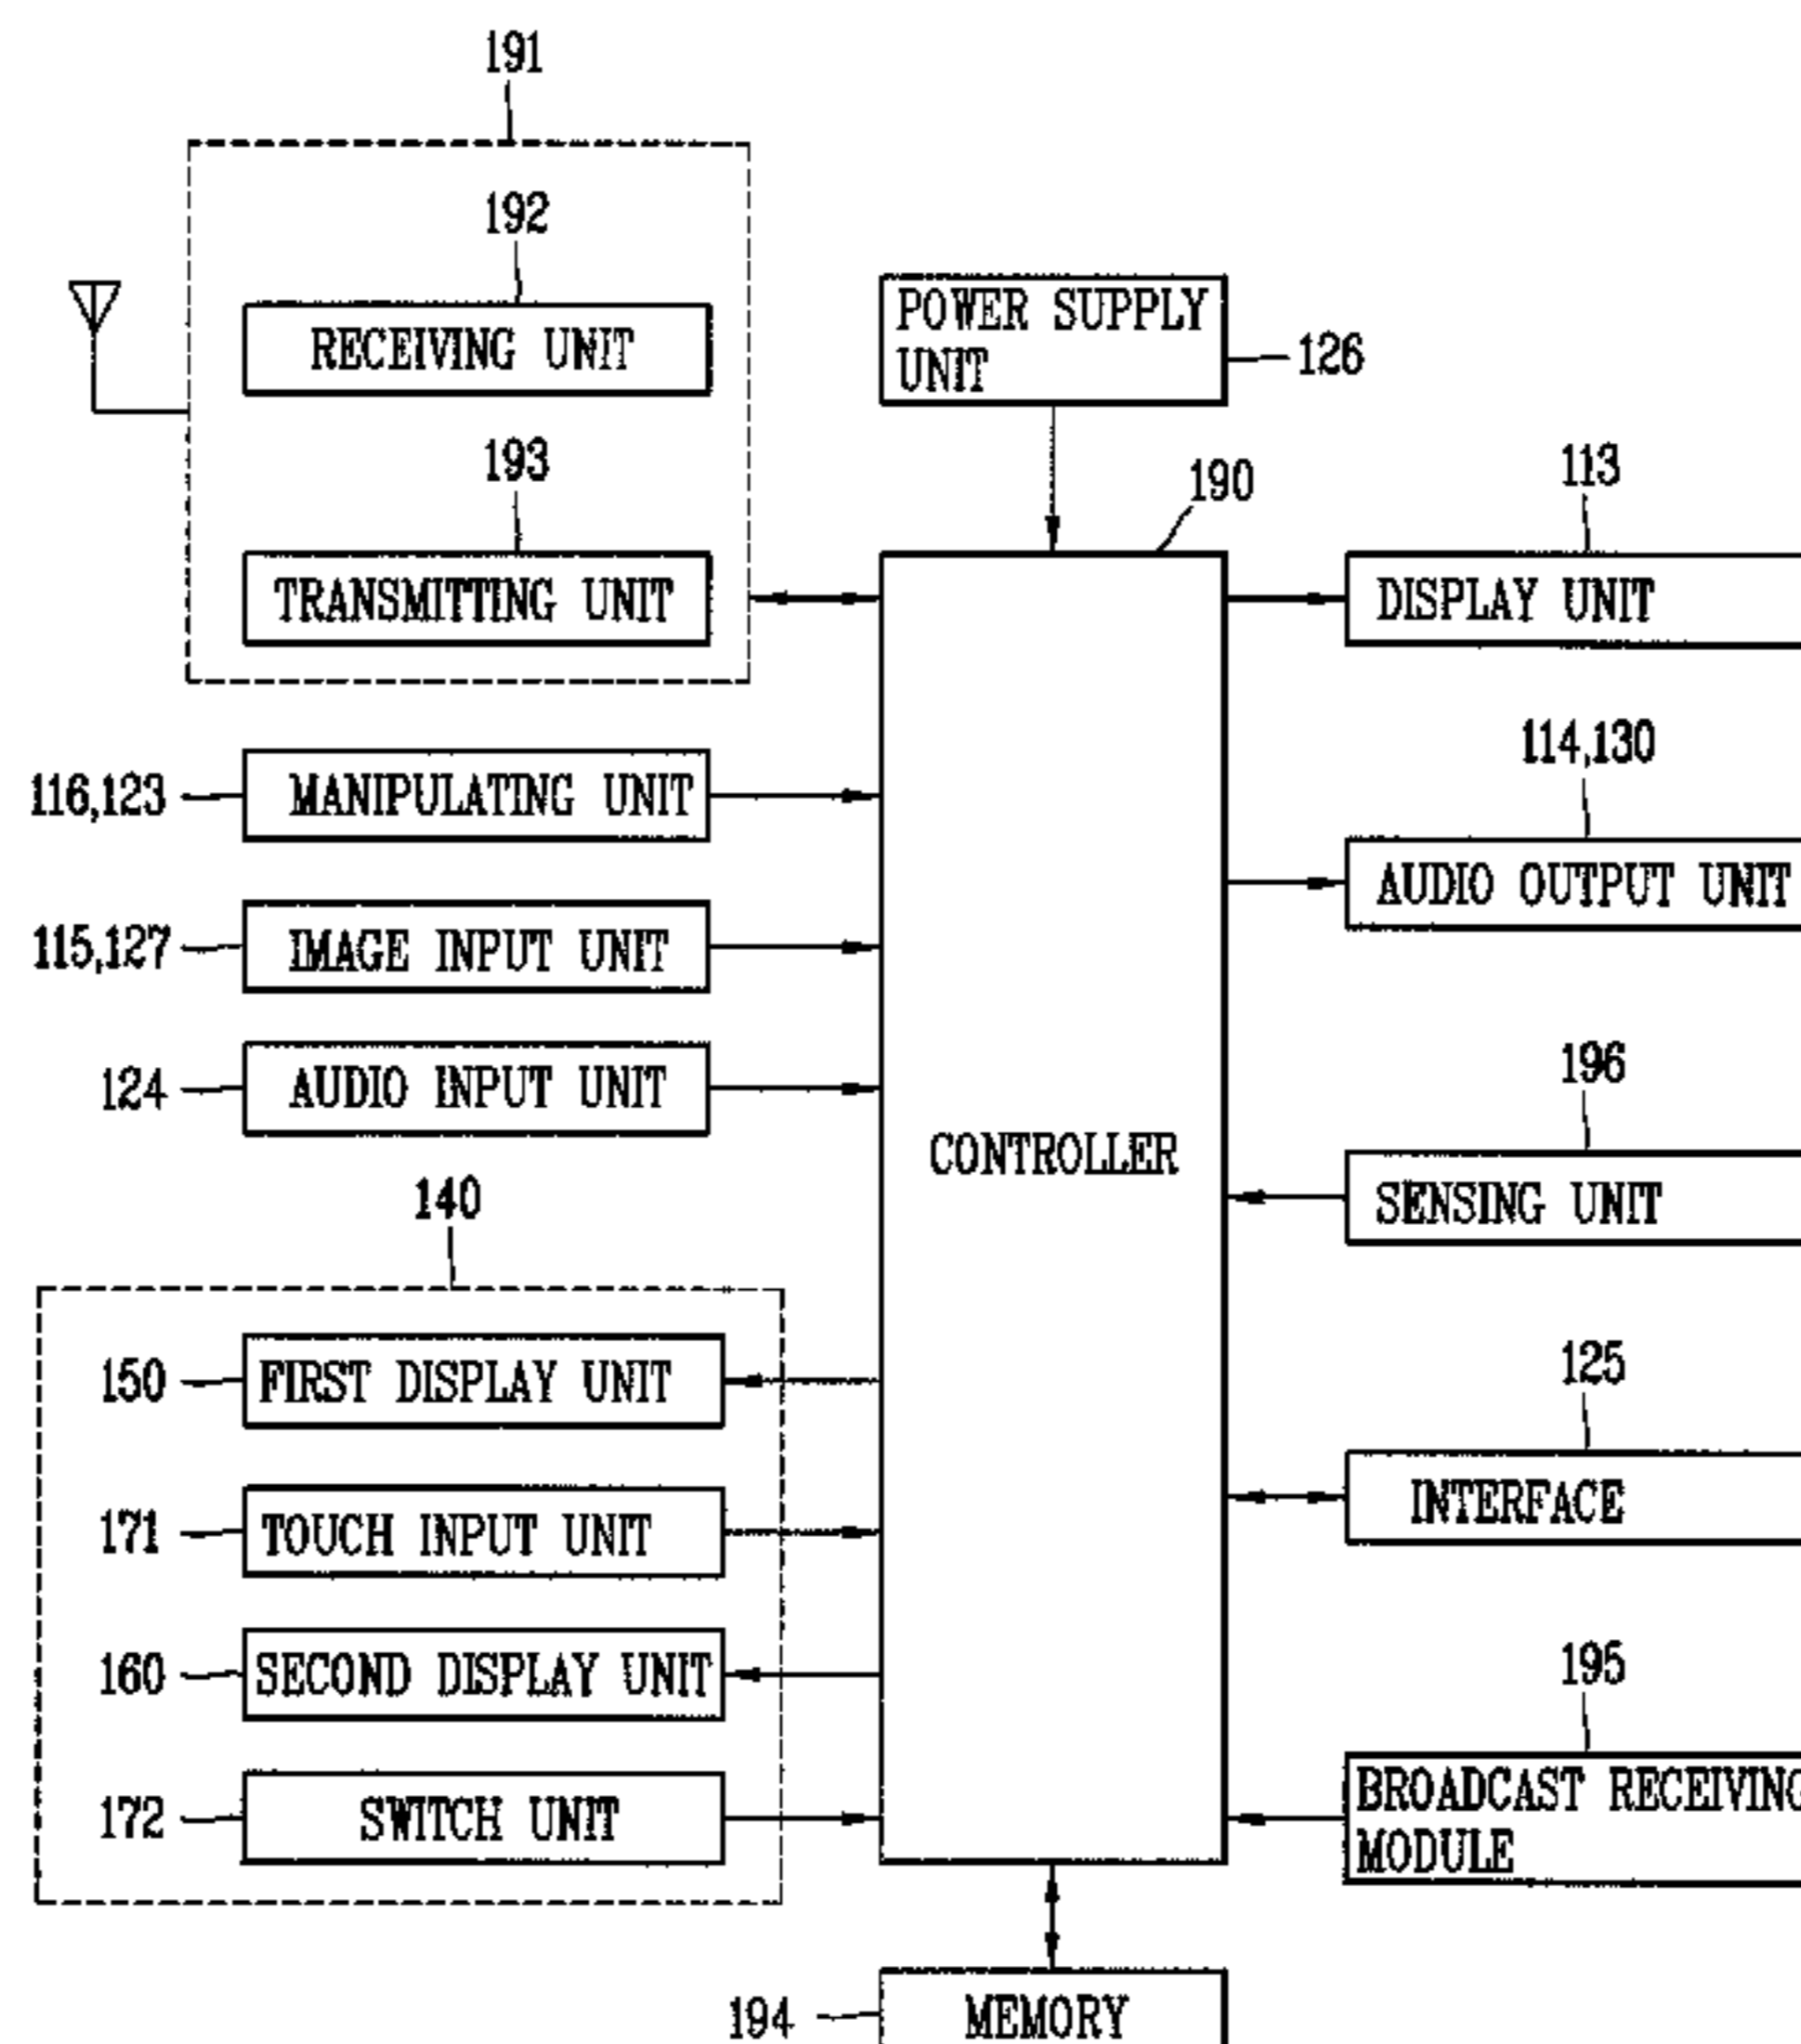 191
192
RECEIVING UNIT
193
TRANSMITTING UNIT
POWER SUPPLY
UNIT
126
190
CONTROLLER
113
DISPLAY UNIT
114,130
AUDIO OUTPUT UNIT
116,123
MANIPULATING UNIT
115,127
IMAGE INPUT UNIT
124
AUDIO INPUT UNIT
196
SENSING UNIT
140
150
FIRST DISPLAY UNIT
171
TOUCH INPUT UNIT
160
SECOND DISPLAY UNIT
172
SWITCH UNIT
125
INTERFACE
195
BROADCAST RECEIVING
MODULE
194
MEMORY